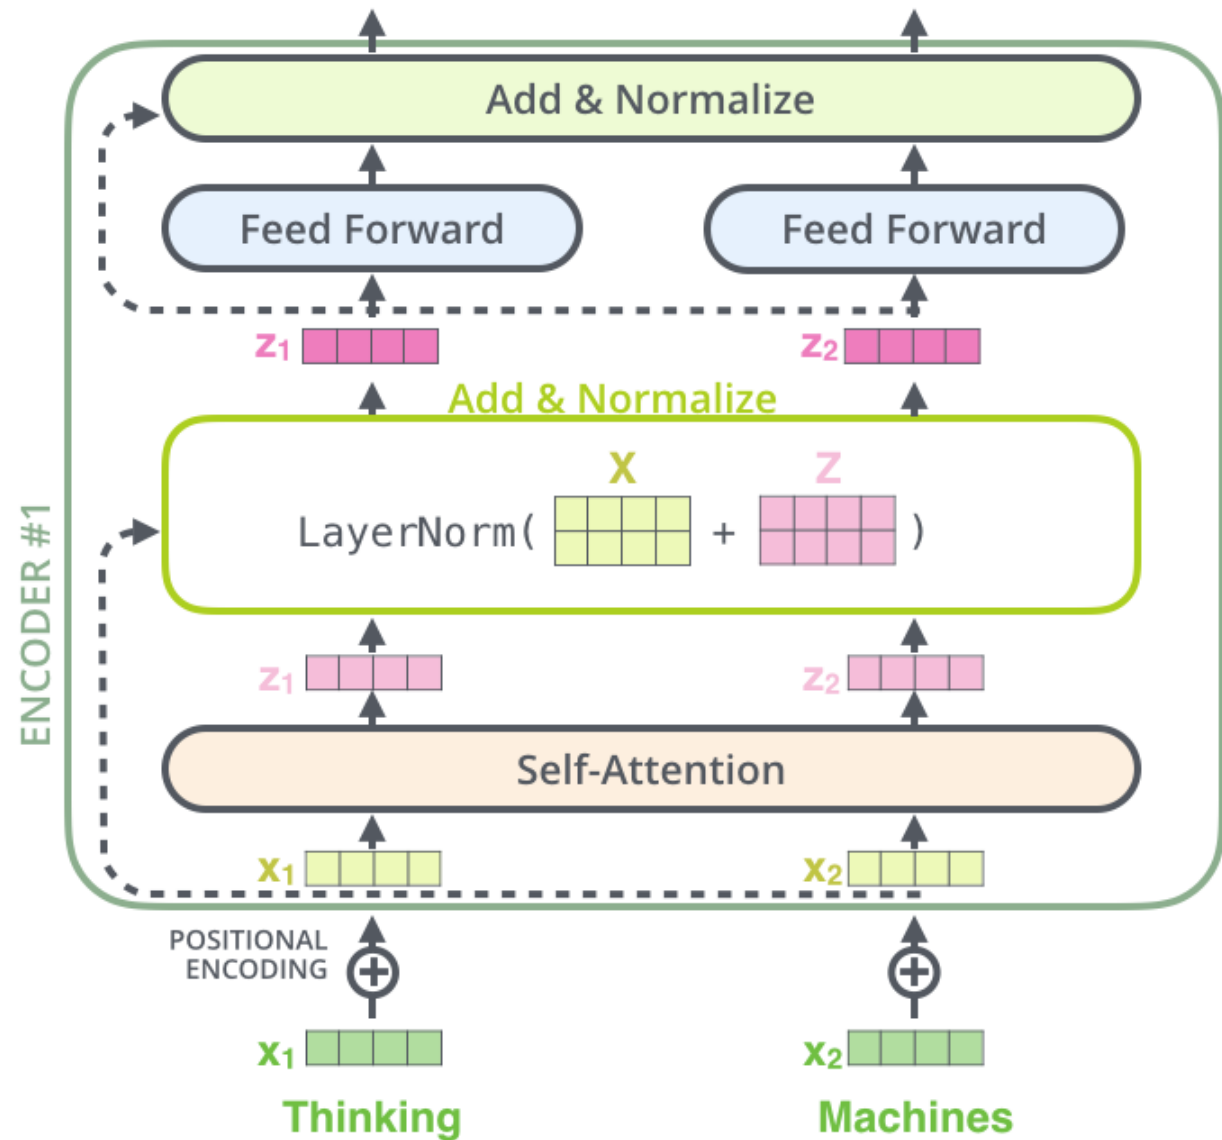 Add & Normalize
Feed Forward Feed Forward
z1 z2
Add & Normalize
X Z
LayerNorm( + )
ENCODER #1
z1 z2
Self-Attention
x1 x2
POSITIONAL
ENCODING
x1 x2
Thinking Machines